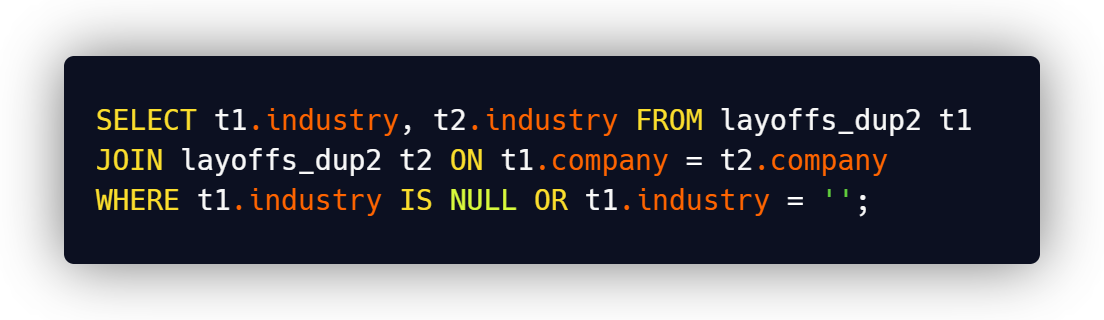 SELECT t1.industry, t2.industry FROM layoffs_dup2 t1
JOIN layoffs_dup2 t2 ON t1.company = t2.company
WHERE t1.industry IS NULL OR t1.industry = '';